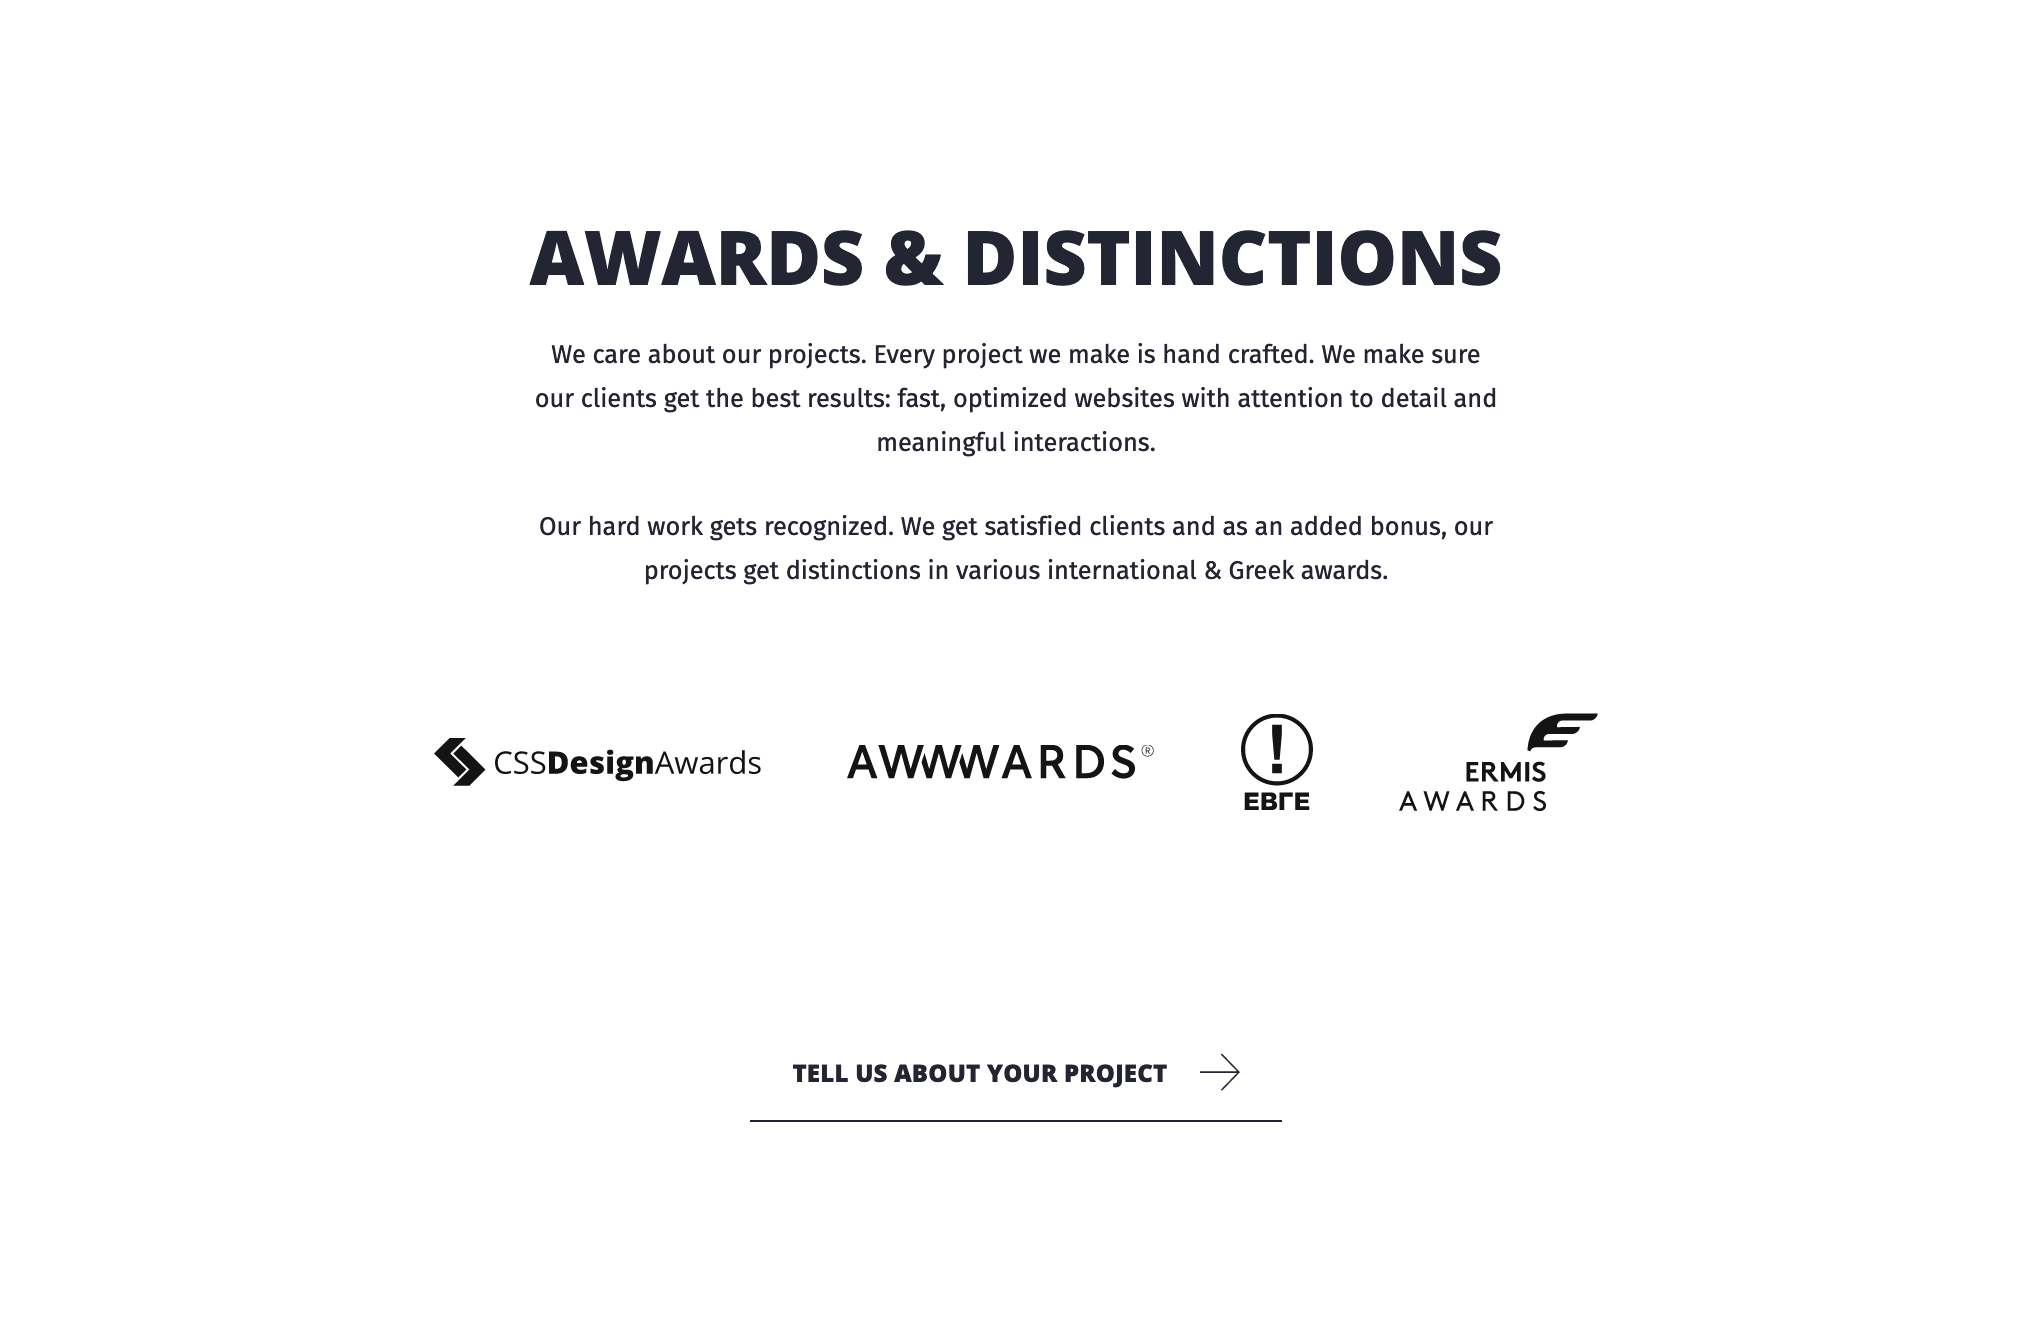 AWARDS & DISTINCTIONS
We care about our projects. Every project we make is hand crafted. We make sure
our clients get the best results: fast, optimized websites with attention to detail and
meaningful interactions.
Our hard work gets recognized. We get satisfied clients and as an added bonus, our
projects get distinctions in various international & Greek awards.
CSSDesignAwards
AWWWARDS®
!
ΕΒΓΕ
ERMIS
AWARDS
TELL US ABOUT YOUR PROJECT